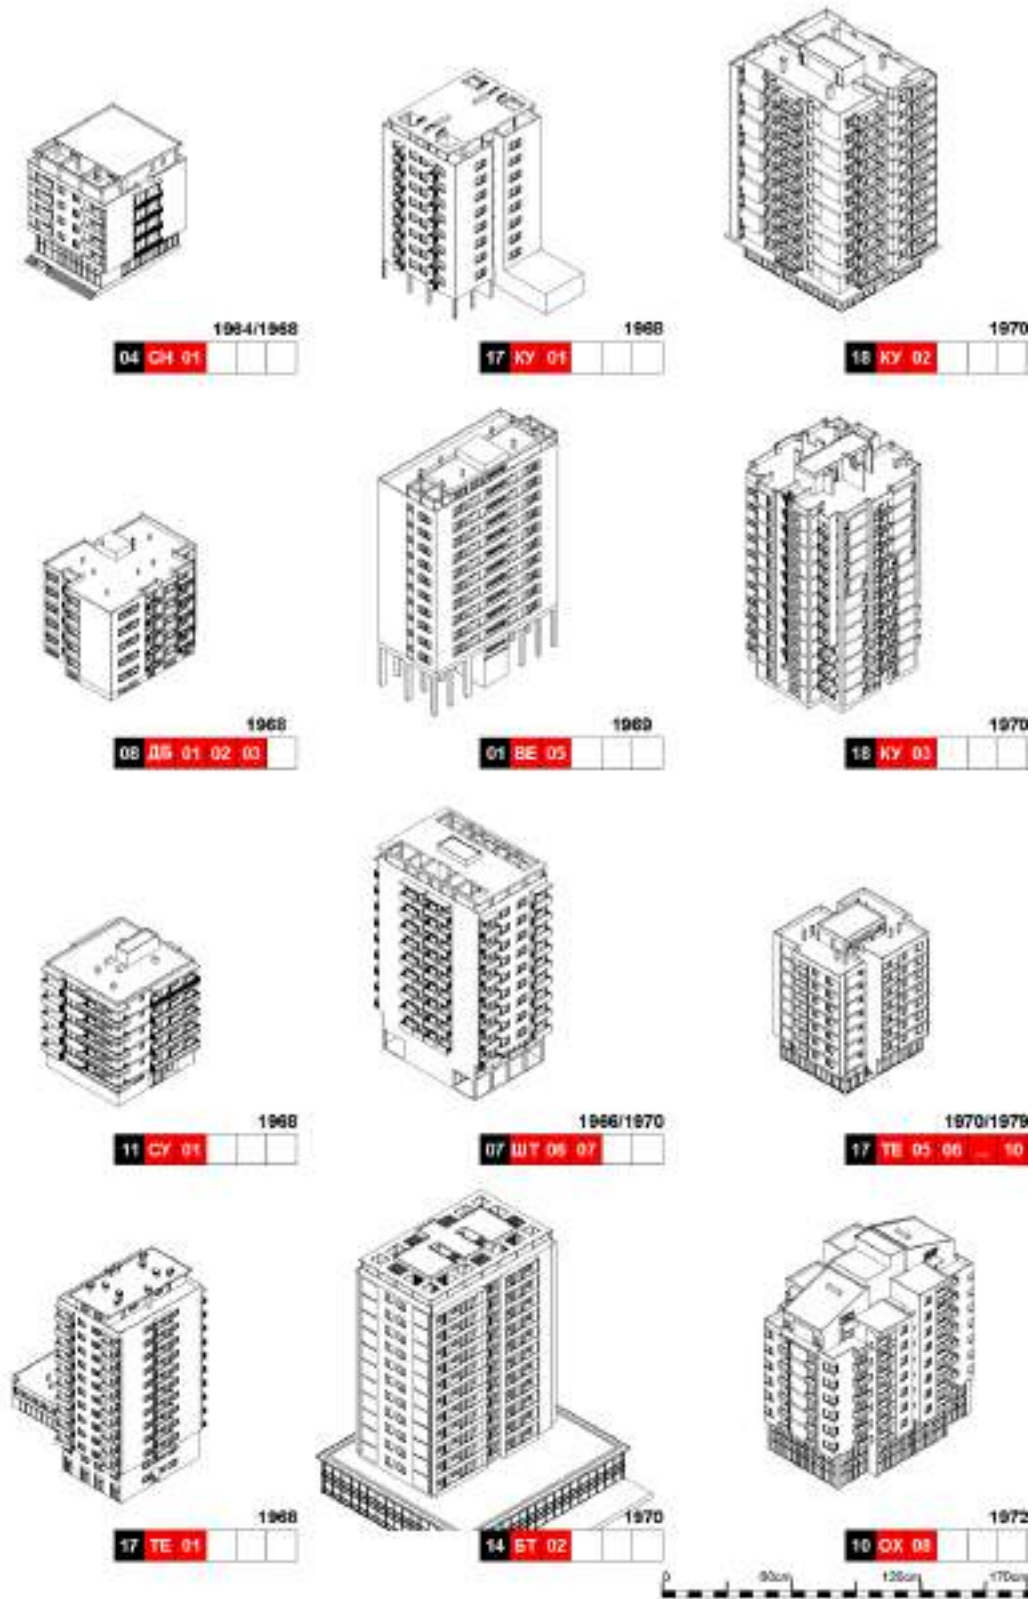 1964/1968 1968 1970
04 СН 01 17 КУ 01 18 КУ 02
1968 1969 1970
08 ДБ 01 02 03 01 ВЕ 05 18 КУ 03
1968 1966/1970 1970/1979
11 СУ 01 07 ШТ 06 07 17 ТЕ 05 06 ... 10
1968 1970 1972
17 ТЕ 01 14 БТ 02 10 ОХ 08
0 120cm 170cm